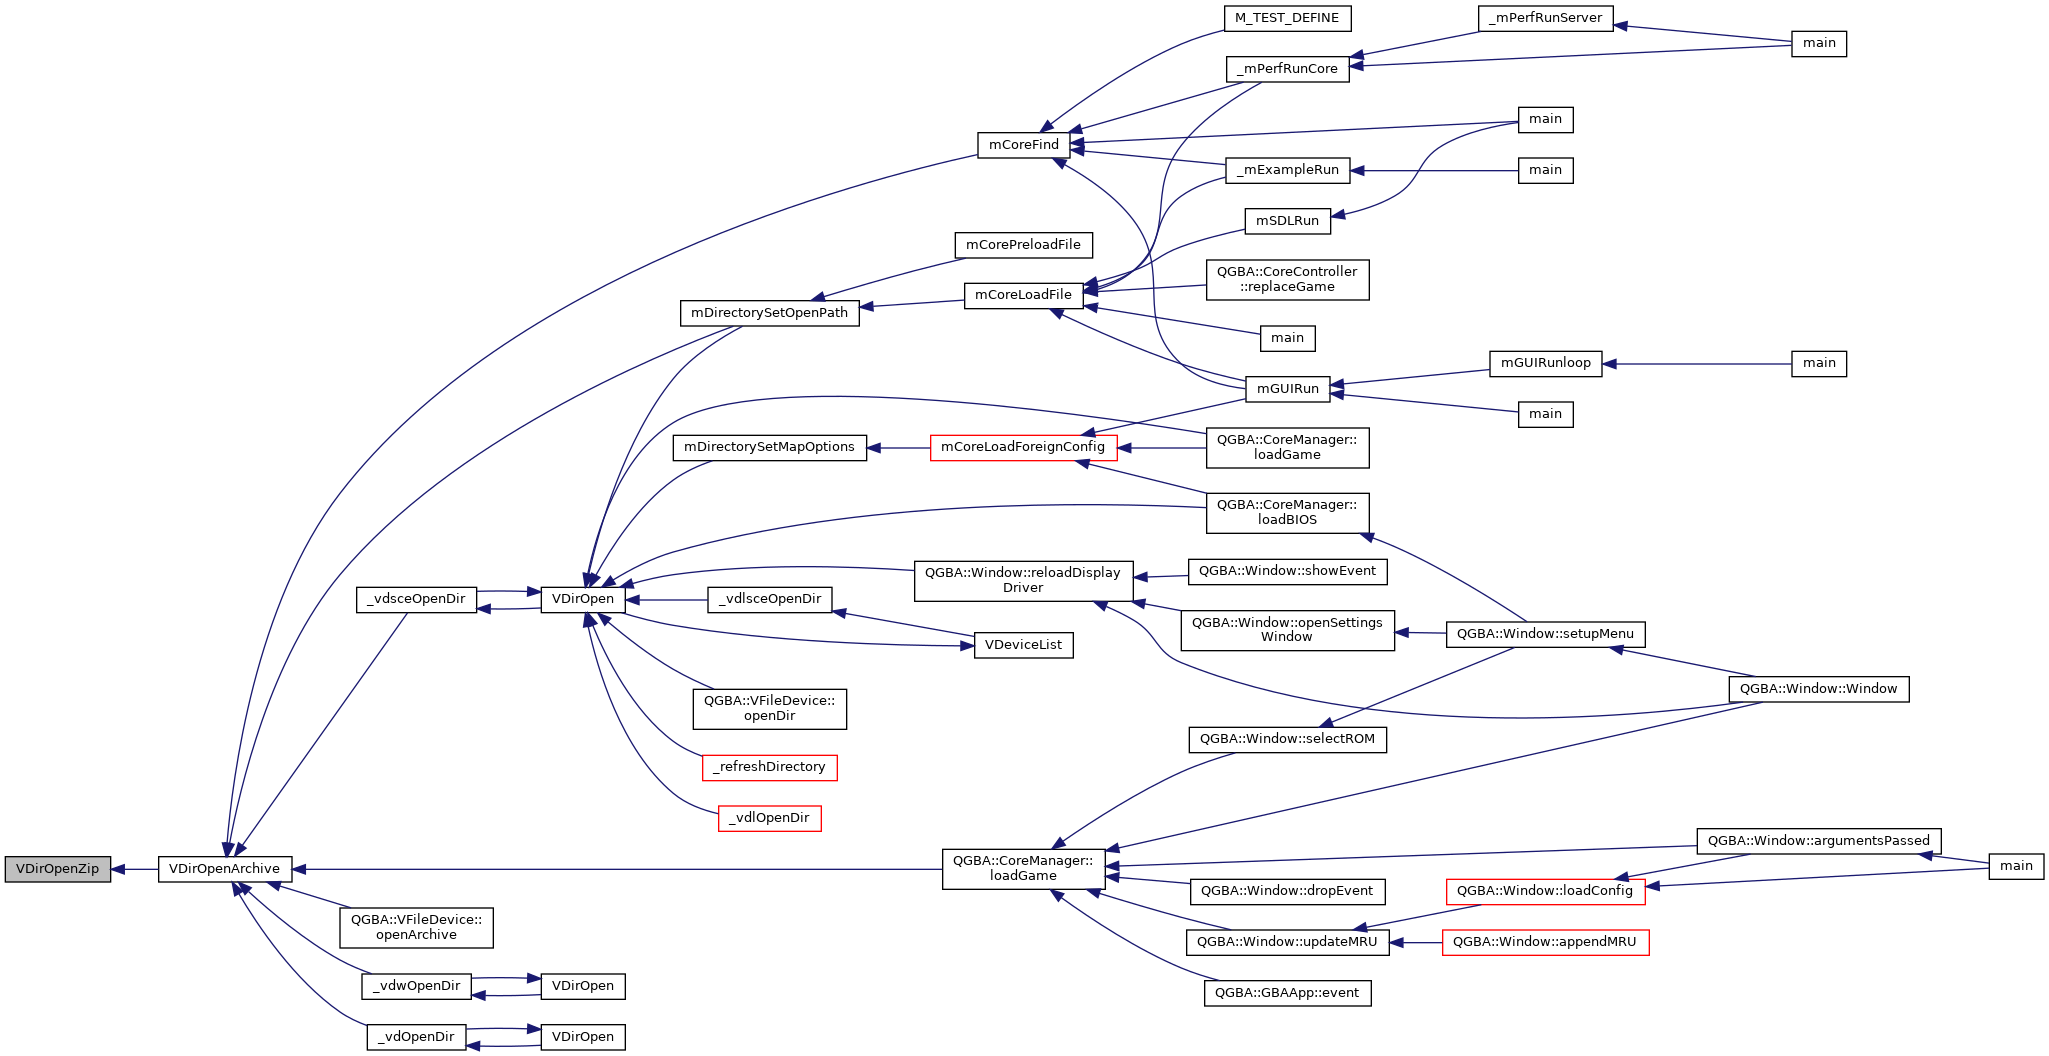 M_TEST_DEFINE
_mPerfRunServer
main
_mPerfRunCore
main
mCoreFind
_mExampleRun
main
mSDLRun
mCorePreloadFile
QGBA::CoreController
::replaceGame
mCoreLoadFile
mDirectorySetOpenPath
main
mGUIRunloop
main
mGUIRun
main
mDirectorySetMapOptions
mCoreLoadForeignConfig
QGBA::CoreManager::
loadGame
QGBA::CoreManager::
loadBIOS
QGBA::Window::reloadDisplay
Driver
QGBA::Window::showEvent
_vdsceOpenDir
VDirOpen
_vdlsceOpenDir
QGBA::Window::openSettings
Window
QGBA::Window::setupMenu
VDeviceList
QGBA::Window::Window
QGBA::VFileDevice::
openDir
QGBA::Window::selectROM
_refreshDirectory
_vdlOpenDir
QGBA::Window::argumentsPassed
VDirOpenZip
VDirOpenArchive
QGBA::CoreManager::
loadGame
main
QGBA::Window::dropEvent
QGBA::Window::loadConfig
QGBA::VFileDevice::
openArchive
QGBA::Window::updateMRU
QGBA::Window::appendMRU
_vdwOpenDir
VDirOpen
QGBA::GBAApp::event
_vdOpenDir
VDirOpen